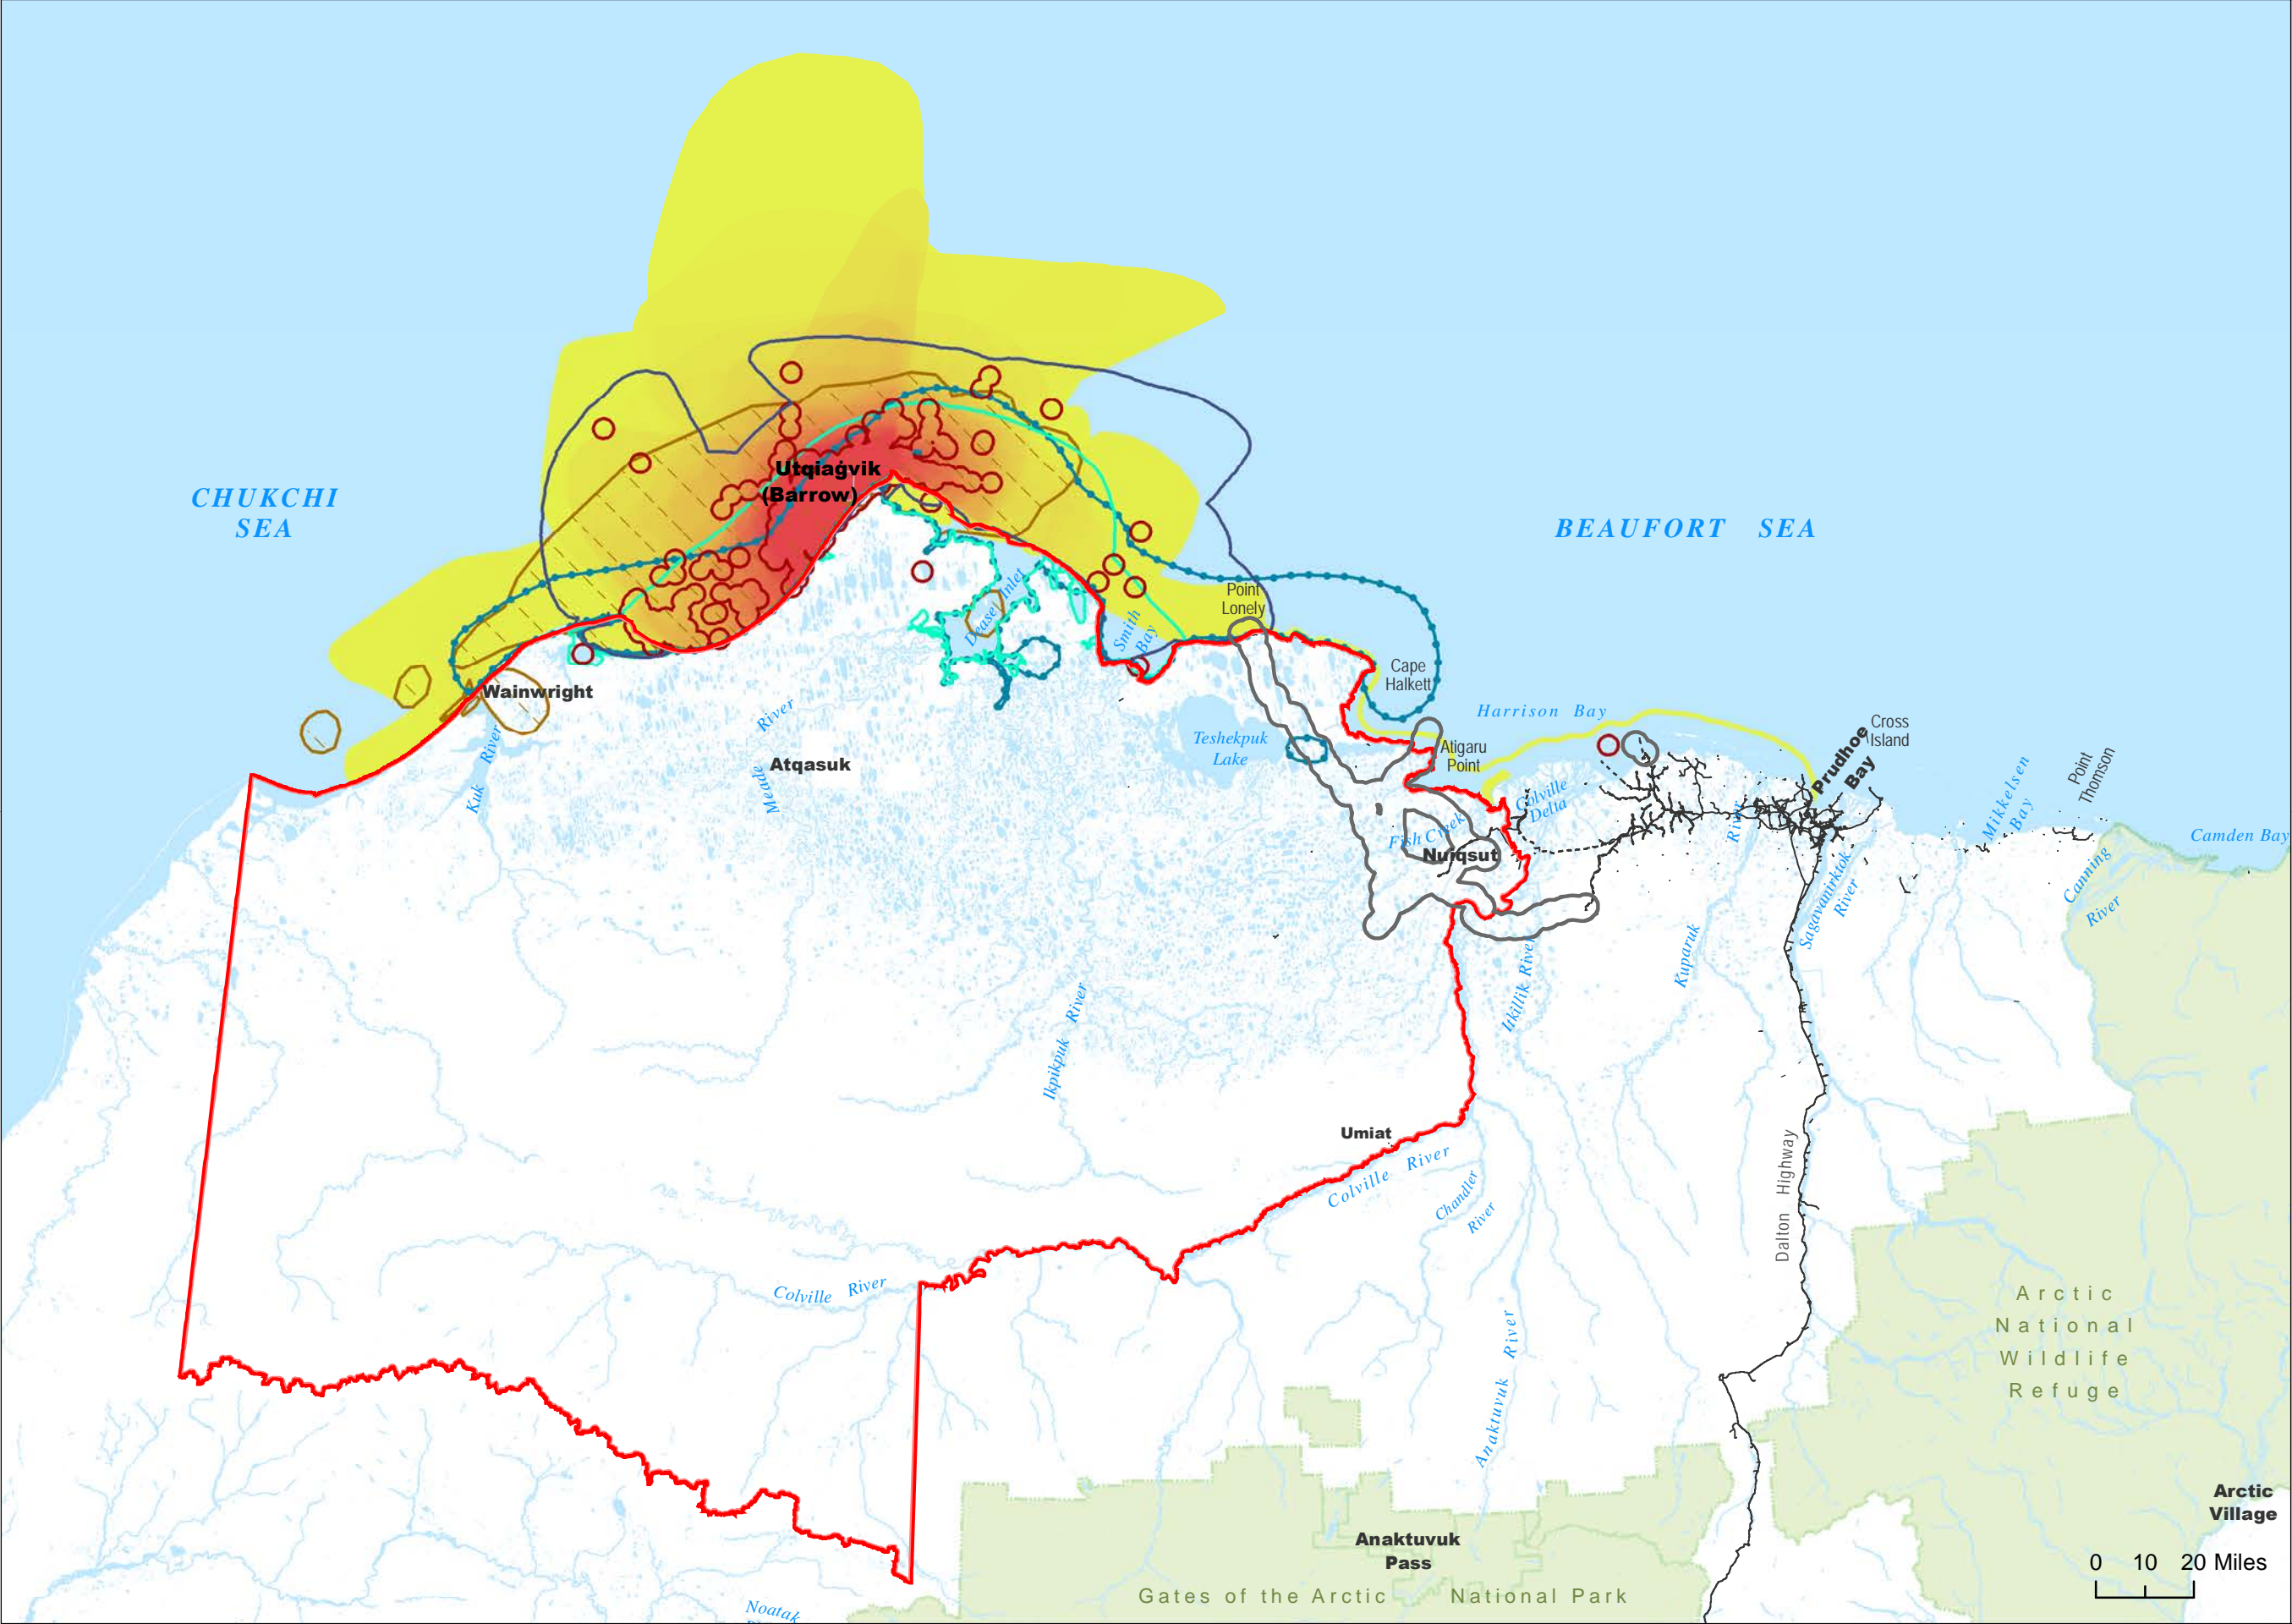 CHUKCHI
SEA
BEAUFORT SEA
Utqiaġvik
(Barrow)
Wainwright
Kuk River
Meade River
Atqasuk
Dease Inlet
Smith
Bay
Point
Lonely
Teshekpuk
Lake
Cape
Halkett
Harrison Bay
Atigaru
Point
Colville
Delta
Fish Creek
Nuiqsut
Cross
Island
Prudhoe
Bay
Point
Thomson
Mikkelsen
Bay
Camden Bay
Canning
River
Sagavanirktok
River
Kuparuk River
Itkillik River
Ikpikpuk River
Umiat
Colville River
Chandler
River
Colville River
Anaktuvuk River
Dalton Highway
Arctic
National
Wildlife
Refuge
Arctic
Village
Anaktuvuk
Pass
Gates of the Arctic National Park
Noatak
0 10 20 Miles